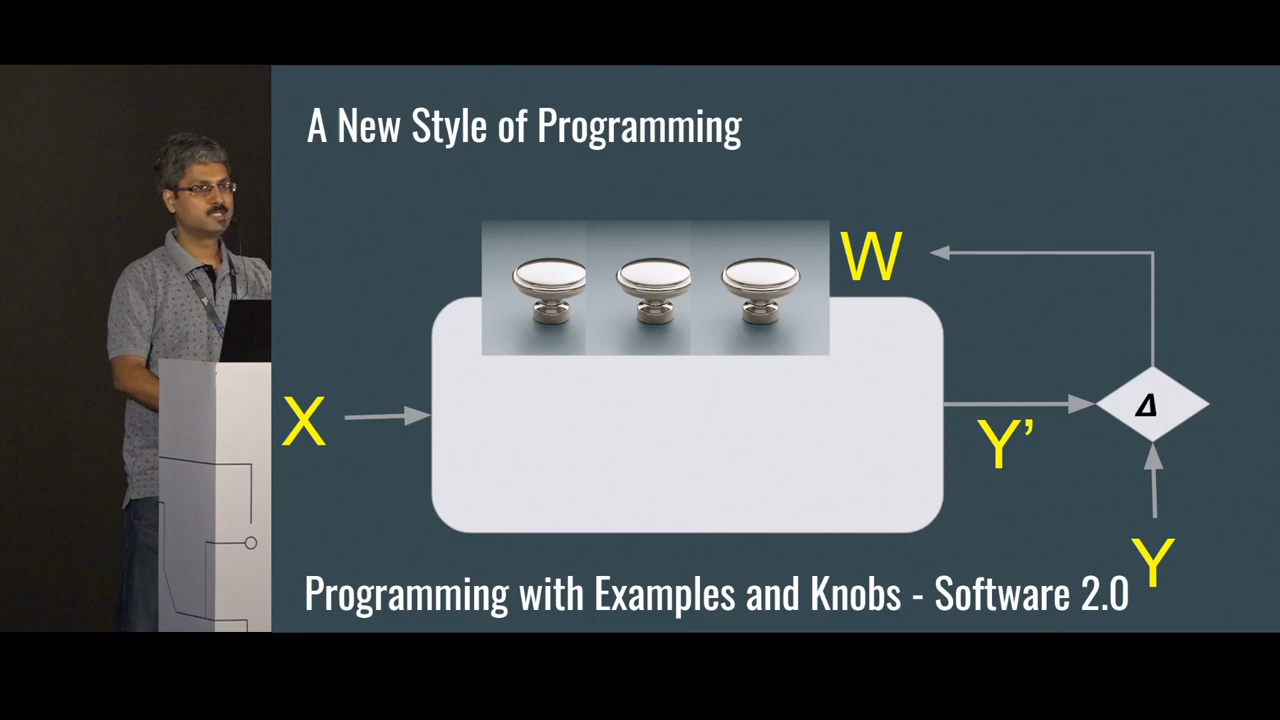 A New Style of Programming
W
X
Δ
Y’
Y
Programming with Examples and Knobs - Software 2.0